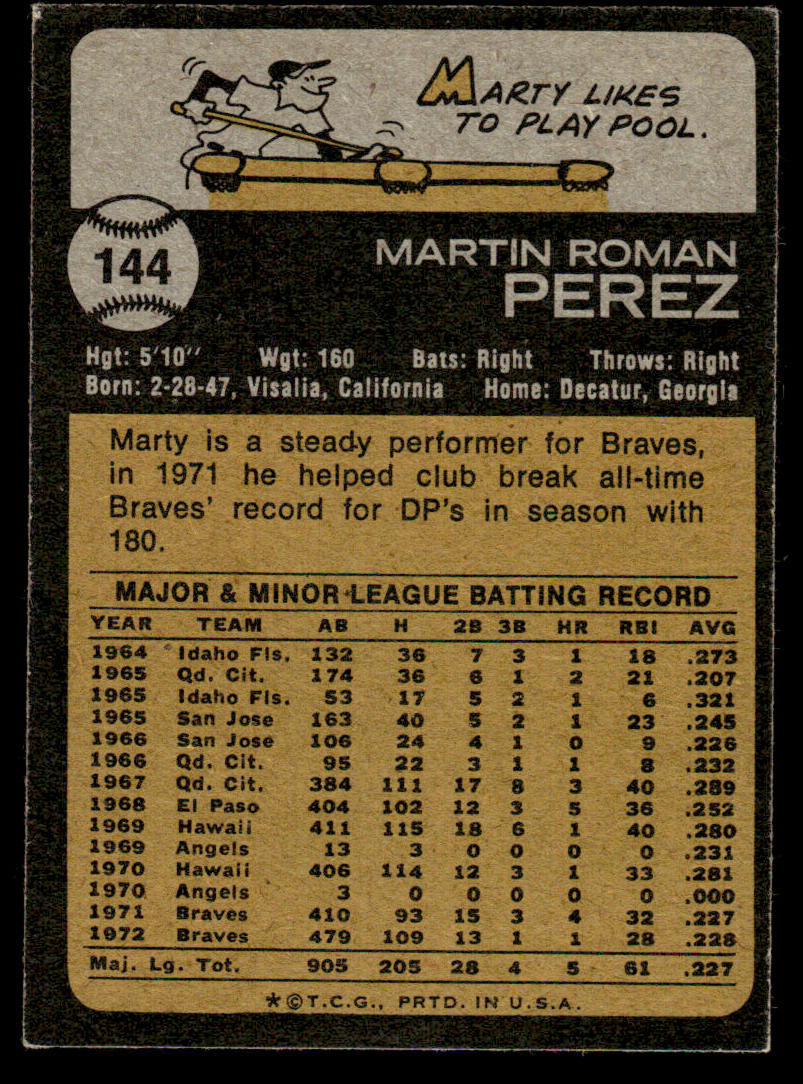 MARTY LIKES
TO PLAY POOL.
144
MARTIN ROMAN
PEREZ
Hgt: 5'10" Wgt: 160 Bats: Right Throws: Right
Born: 2-28-47, Visalia, California Home: Decatur, Georgia
Marty is a steady performer for Braves,
in 1971 he helped club break all-time
Braves' record for DP's in season with
180.
MAJOR & MINOR LEAGUE BATTING RECORD
YEAR TEAM AB H 2B 3B HR RBI AVG
1964 Idaho Fls. 132 36 7 3 1 18 .273
1965 Qd. Cit. 174 36 6 1 2 21 .207
1965 Idaho Fls. 53 17 5 2 1 6 .321
1965 San Jose 163 40 5 2 1 23 .245
1966 San Jose 106 24 4 1 0 9 .226
1966 Qd. Cit. 95 22 3 1 1 8 .232
1967 Qd. Cit. 384 111 17 8 3 40 .289
1968 El Paso 404 102 12 3 5 36 .252
1969 Hawaii 411 115 18 6 1 40 .280
1969 Angels 13 3 0 0 0 0 .231
1970 Hawaii 406 114 12 3 1 33 .281
1970 Angels 3 0 0 0 0 0 .000
1971 Braves 410 93 15 3 4 32 .227
1972 Braves 479 109 13 1 1 28 .228
Maj. Lg. Tot. 905 205 28 4 5 61 .227
*©T.C.G., PRTD. IN U.S.A.